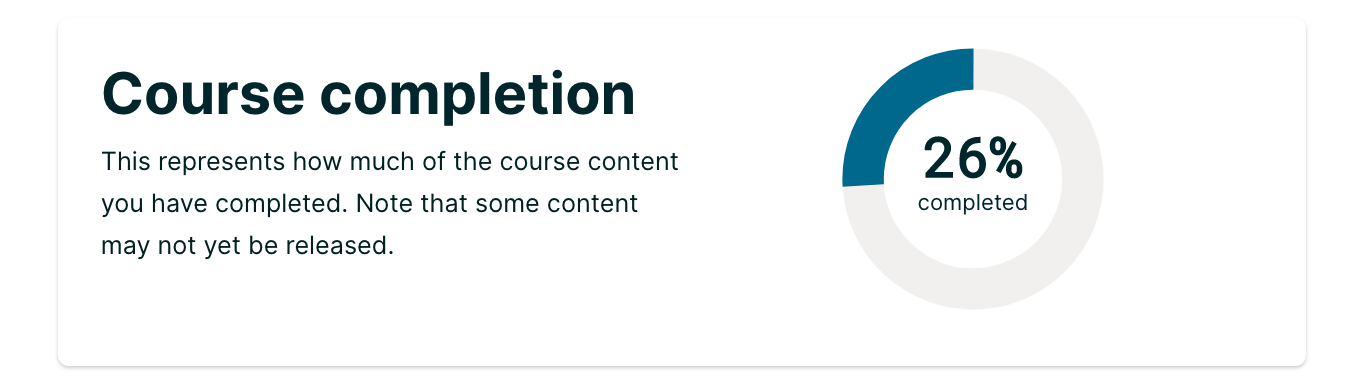 Course completion
This represents how much of the course content
you have completed. Note that some content
may not yet be released.
26%
completed